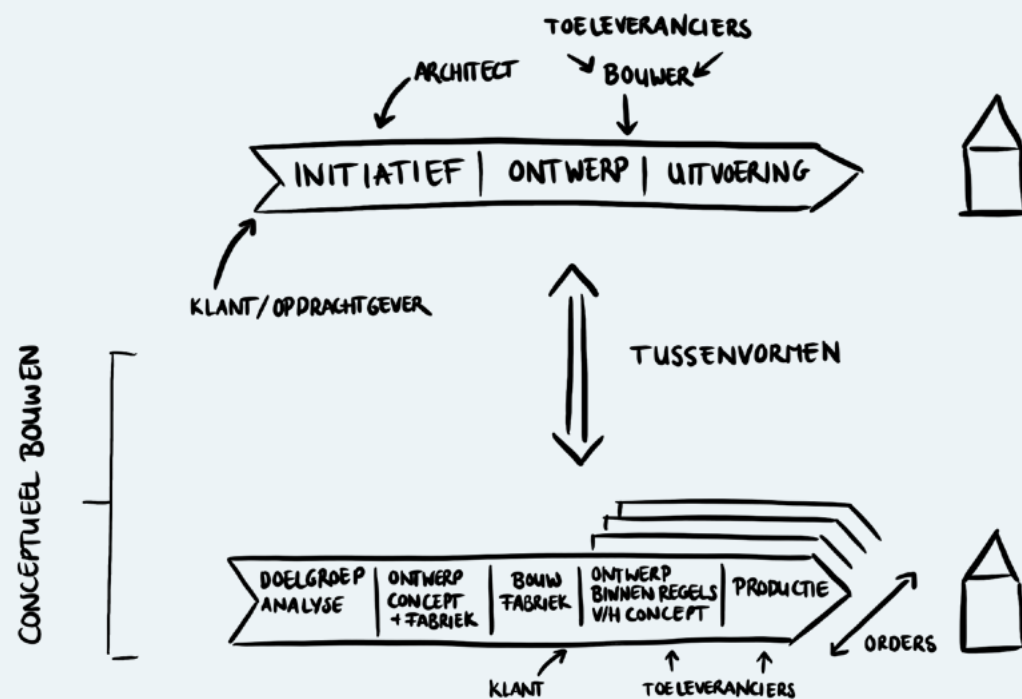 TOELEVERANCIERS
ARCHITECT
BOUWER
INITIATIEF | ONTWERP | UITVOERING
KLANT/OPDRACHTGEVER
TUSSENVORMEN
CONCEPTUEEL BOUWEN
DOELGROEP
ANALYSE
ONTWERP
CONCEPT
+ FABRIEK
BOUW
FABRIEK
ONTWERP
BINNEN REGELS
V/H CONCEPT
PRODUCTIE
ORDERS
KLANT
TOELEVERANCIERS